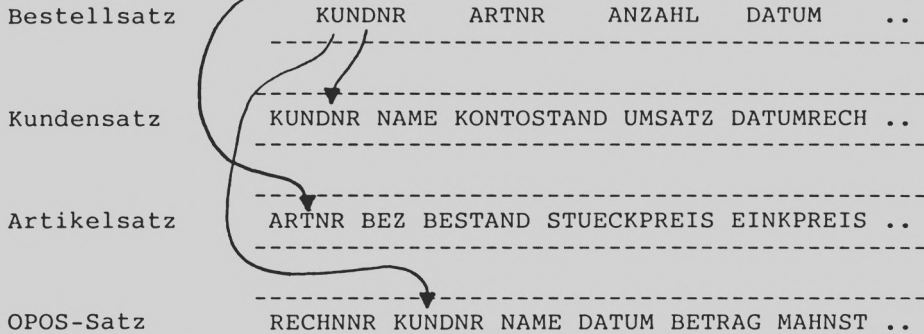 Bestellsatz KUNDNR ARTNR ANZAHL DATUM ..
Kundensatz KUNDNR NAME KONTOSTAND UMSATZ DATUMRECH ..
Artikelsatz ARTNR BEZ BESTAND STUECKPREIS EINKPREIS ..
OPOS-Satz RECHNNR KUNDNR NAME DATUM BETRAG MAHNST ..